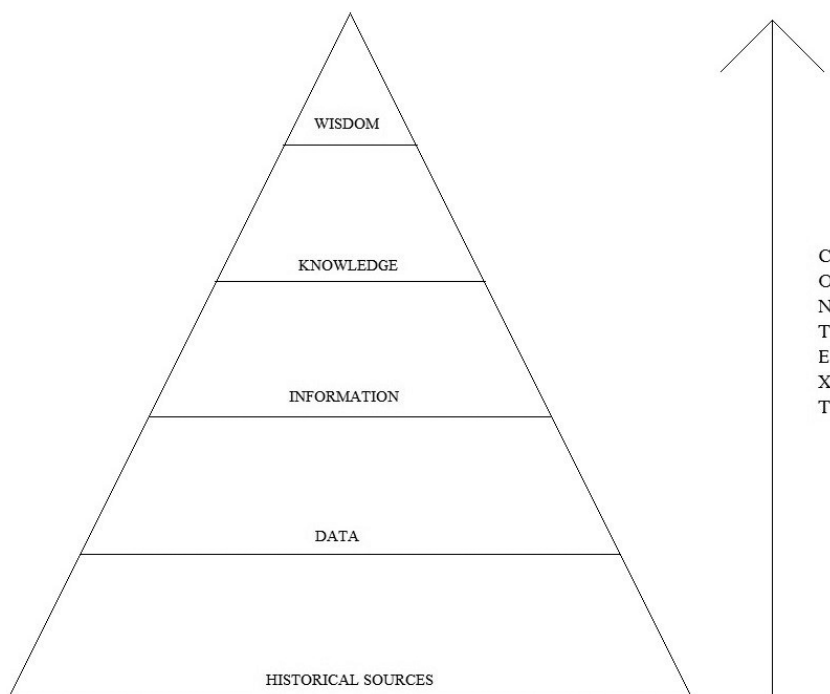 WISDOM
KNOWLEDGE
INFORMATION
DATA
HISTORICAL SOURCES
C
O
N
T
E
X
T